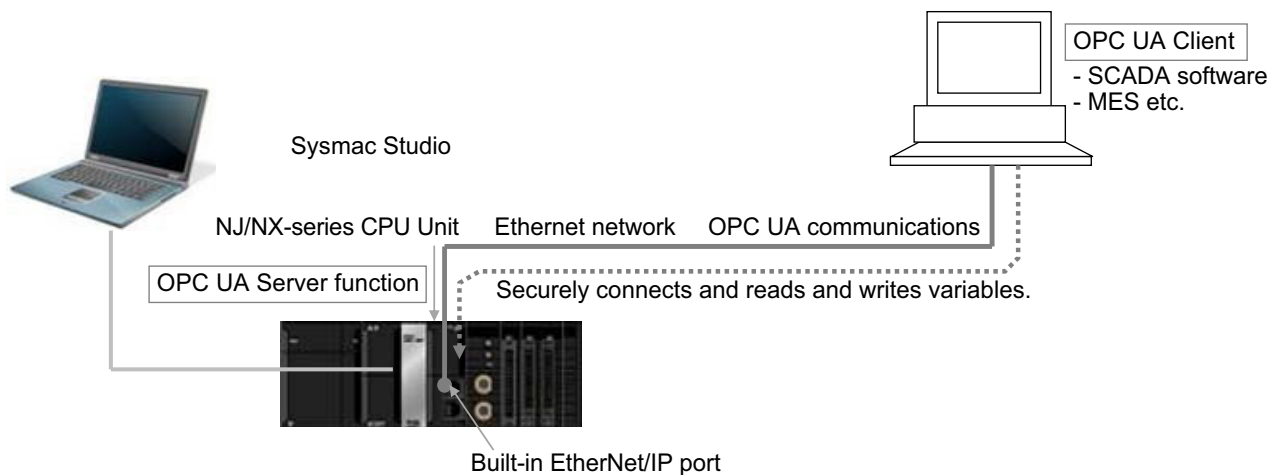 OPC UA Client
- SCADA software
- MES etc.
Sysmac Studio
NJ/NX-series CPU Unit
Ethernet network
OPC UA communications
OPC UA Server function
Securely connects and reads and writes variables.
Built-in EtherNet/IP port